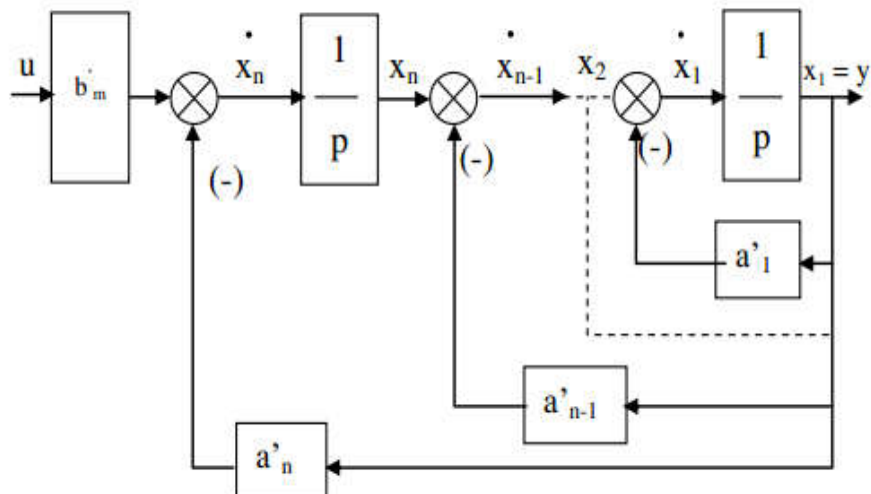 u
b'm
ẋn
1
p
xn
(-)
ẋn-1
x2
(-)
ẋ1
1
p
x1 = y
(-)
a'1
a'n-1
a'n